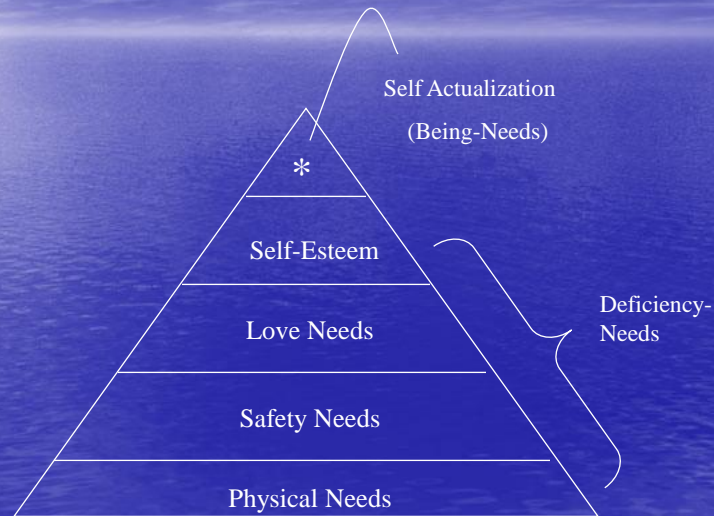 Self Actualization
(Being-Needs)
*
Self-Esteem
Love Needs
Deficiency-
Needs
Safety Needs
Physical Needs